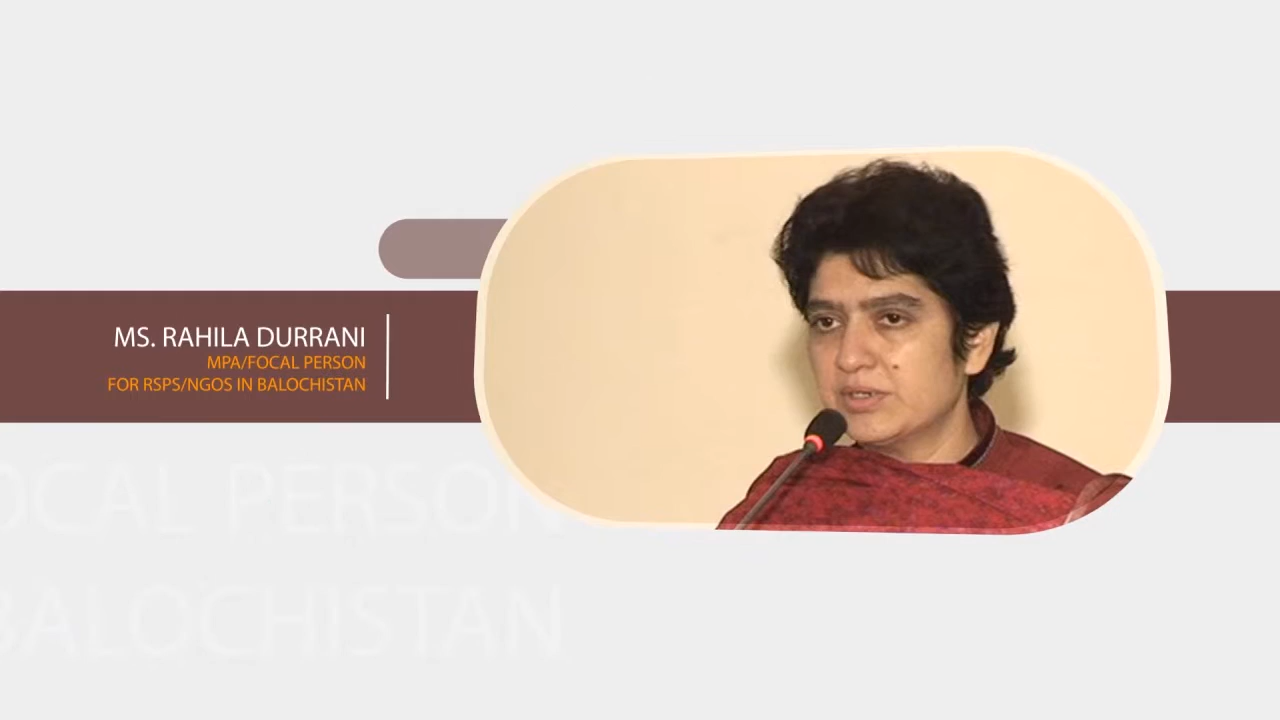 MS. RAHILA DURRANI
MPA/FOCAL PERSON
FOR RSPS/NGOS IN BALOCHISTAN
OCAL PERSON
BALOCHISTAN